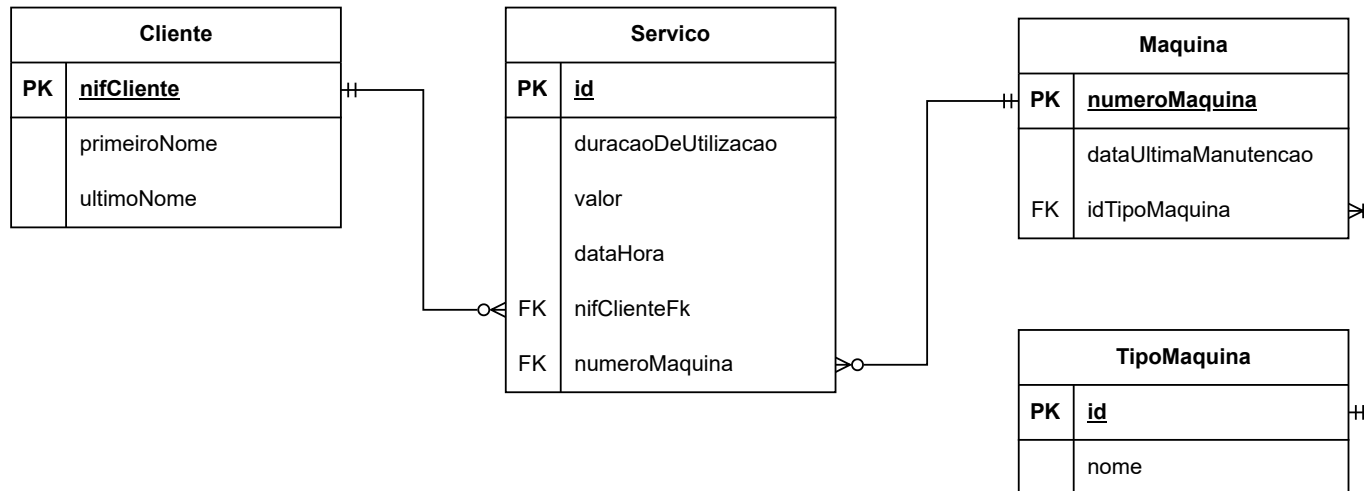 Cliente
PK nifCliente
primeiroNome
ultimoNome
Servico
PK id
duracaoDeUtilizacao
valor
dataHora
FK nifClienteFk
FK numeroMaquina
Maquina
PK numeroMaquina
dataUltimaManutencao
FK idTipoMaquina
TipoMaquina
PK id
nome